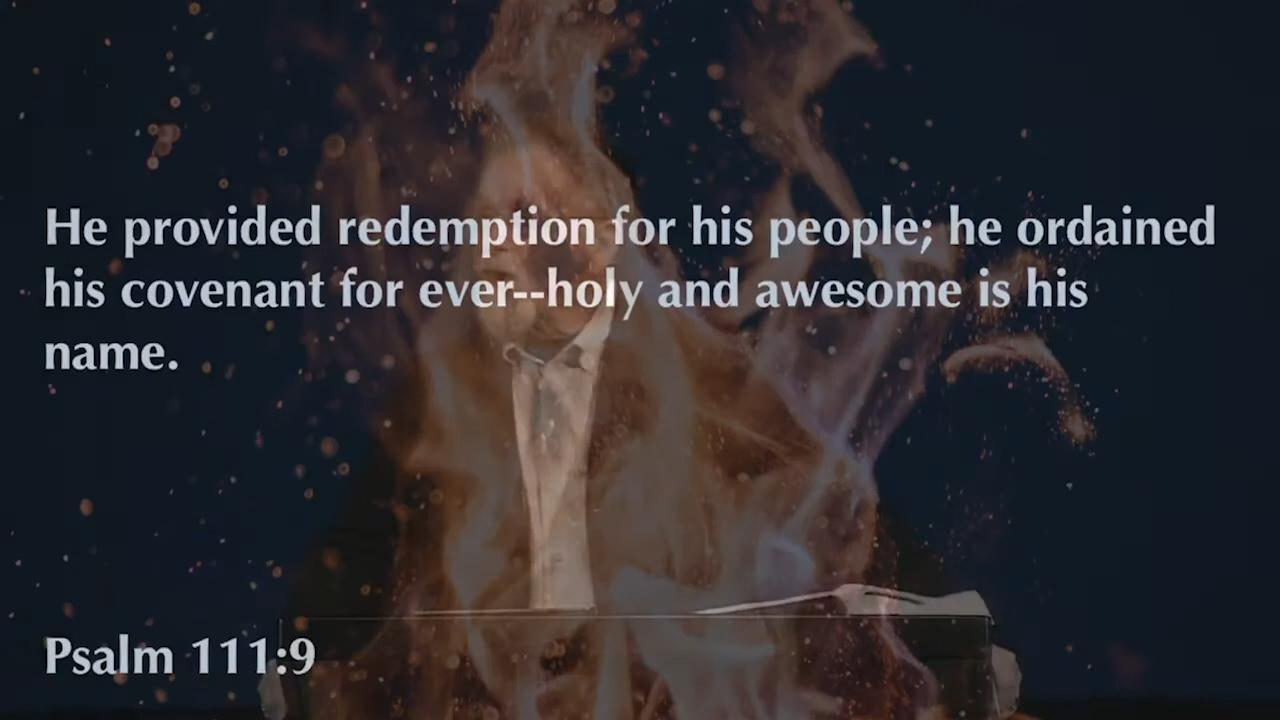 He provided redemption for his people; he ordained
his covenant for ever--holy and awesome is his
name.
Psalm 111:9